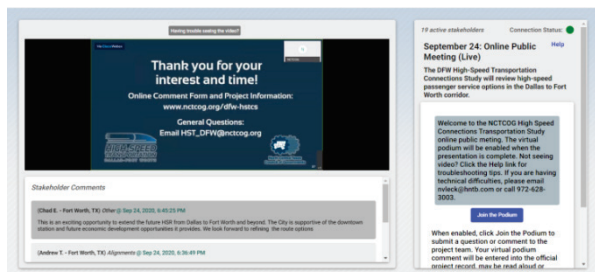 Having trouble seeing the video?
Thank you for your
interest and time!
Online Comment Form and Project Information:
www.nctcog.org/dfw-hstcs
General Questions:
Email HST_DFW@nctcog.org
HIGH-SPEED
DALLAS-FORT WORTH
Stakeholder Comments
(Chad E. - Fort Worth, TX) Other @ Sep 24, 2020, 6:45:25 PM
This is an exciting opportunity to extend the future HSR from Dallas to Fort Worth and beyond. The City is supportive of the downtown
station and future economic development opportunities it provides. We look forward to refining the route options
(Andrew T. - Fort Worth, TX) Alignments @ Sep 24, 2020, 6:36:49 PM
19 active stakeholders
Connection Status:
September 24: Online Public
Meeting (Live)
Help
The DFW High-Speed Transportation
Connections Study will review high-speed
passenger service options in the Dallas to Fort
Worth corridor.
Welcome to the NCTCOG High Speed
Connections Transportation Study
online public metting. The virtual
podium will be enabled when the
presentation is complete. Not seeing
video? Click the Help link for
troubleshooting tips. If you are having
technical difficulties, please email
nvleck@hntb.com or call 972-628-
3003.
Join the Podium
When enabled, click Join the Podium to
submit a question or comment to the
project team. Your virtual podium
comment will be entered into the official
project record, may be read aloud or